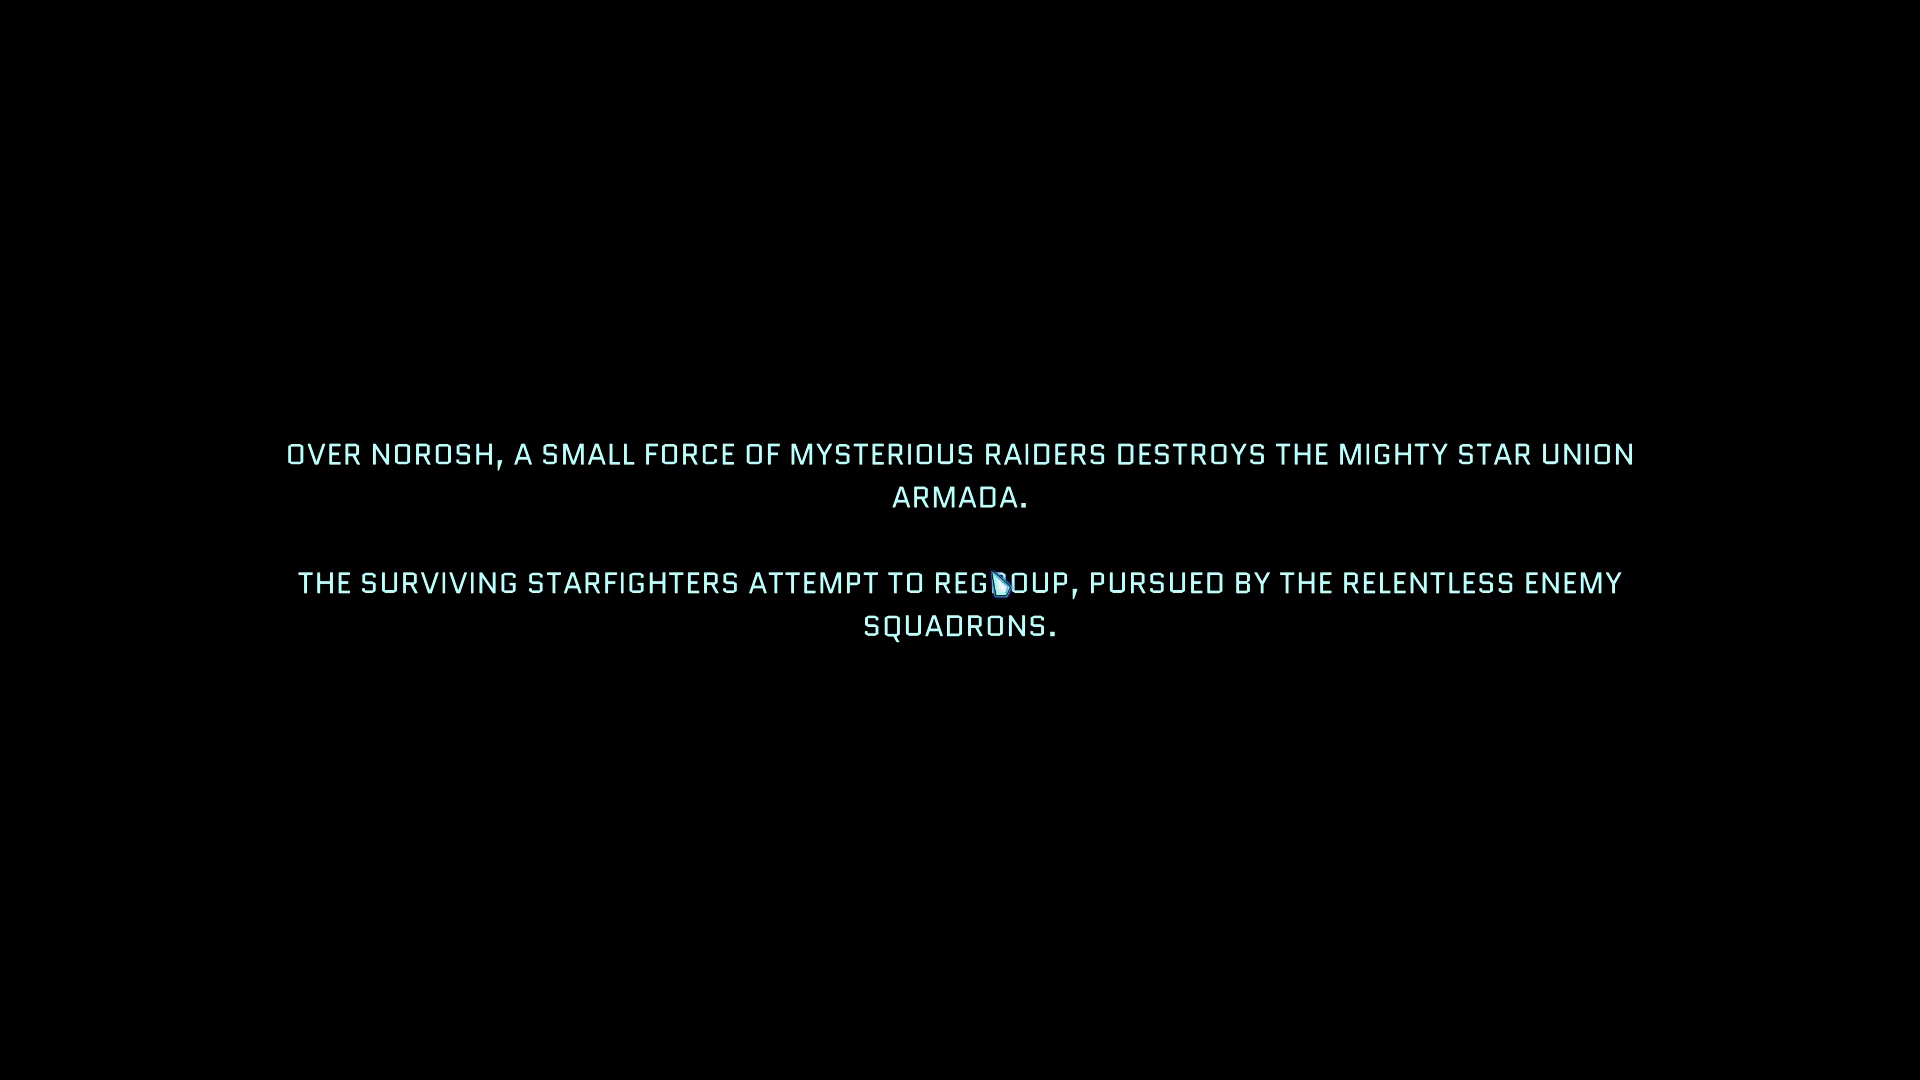 OVER NOROSH, A SMALL FORCE OF MYSTERIOUS RAIDERS DESTROYS THE MIGHTY STAR UNION
ARMADA.
THE SURVIVING STARFIGHTERS ATTEMPT TO REGROUP, PURSUED BY THE RELENTLESS ENEMY
SQUADRONS.